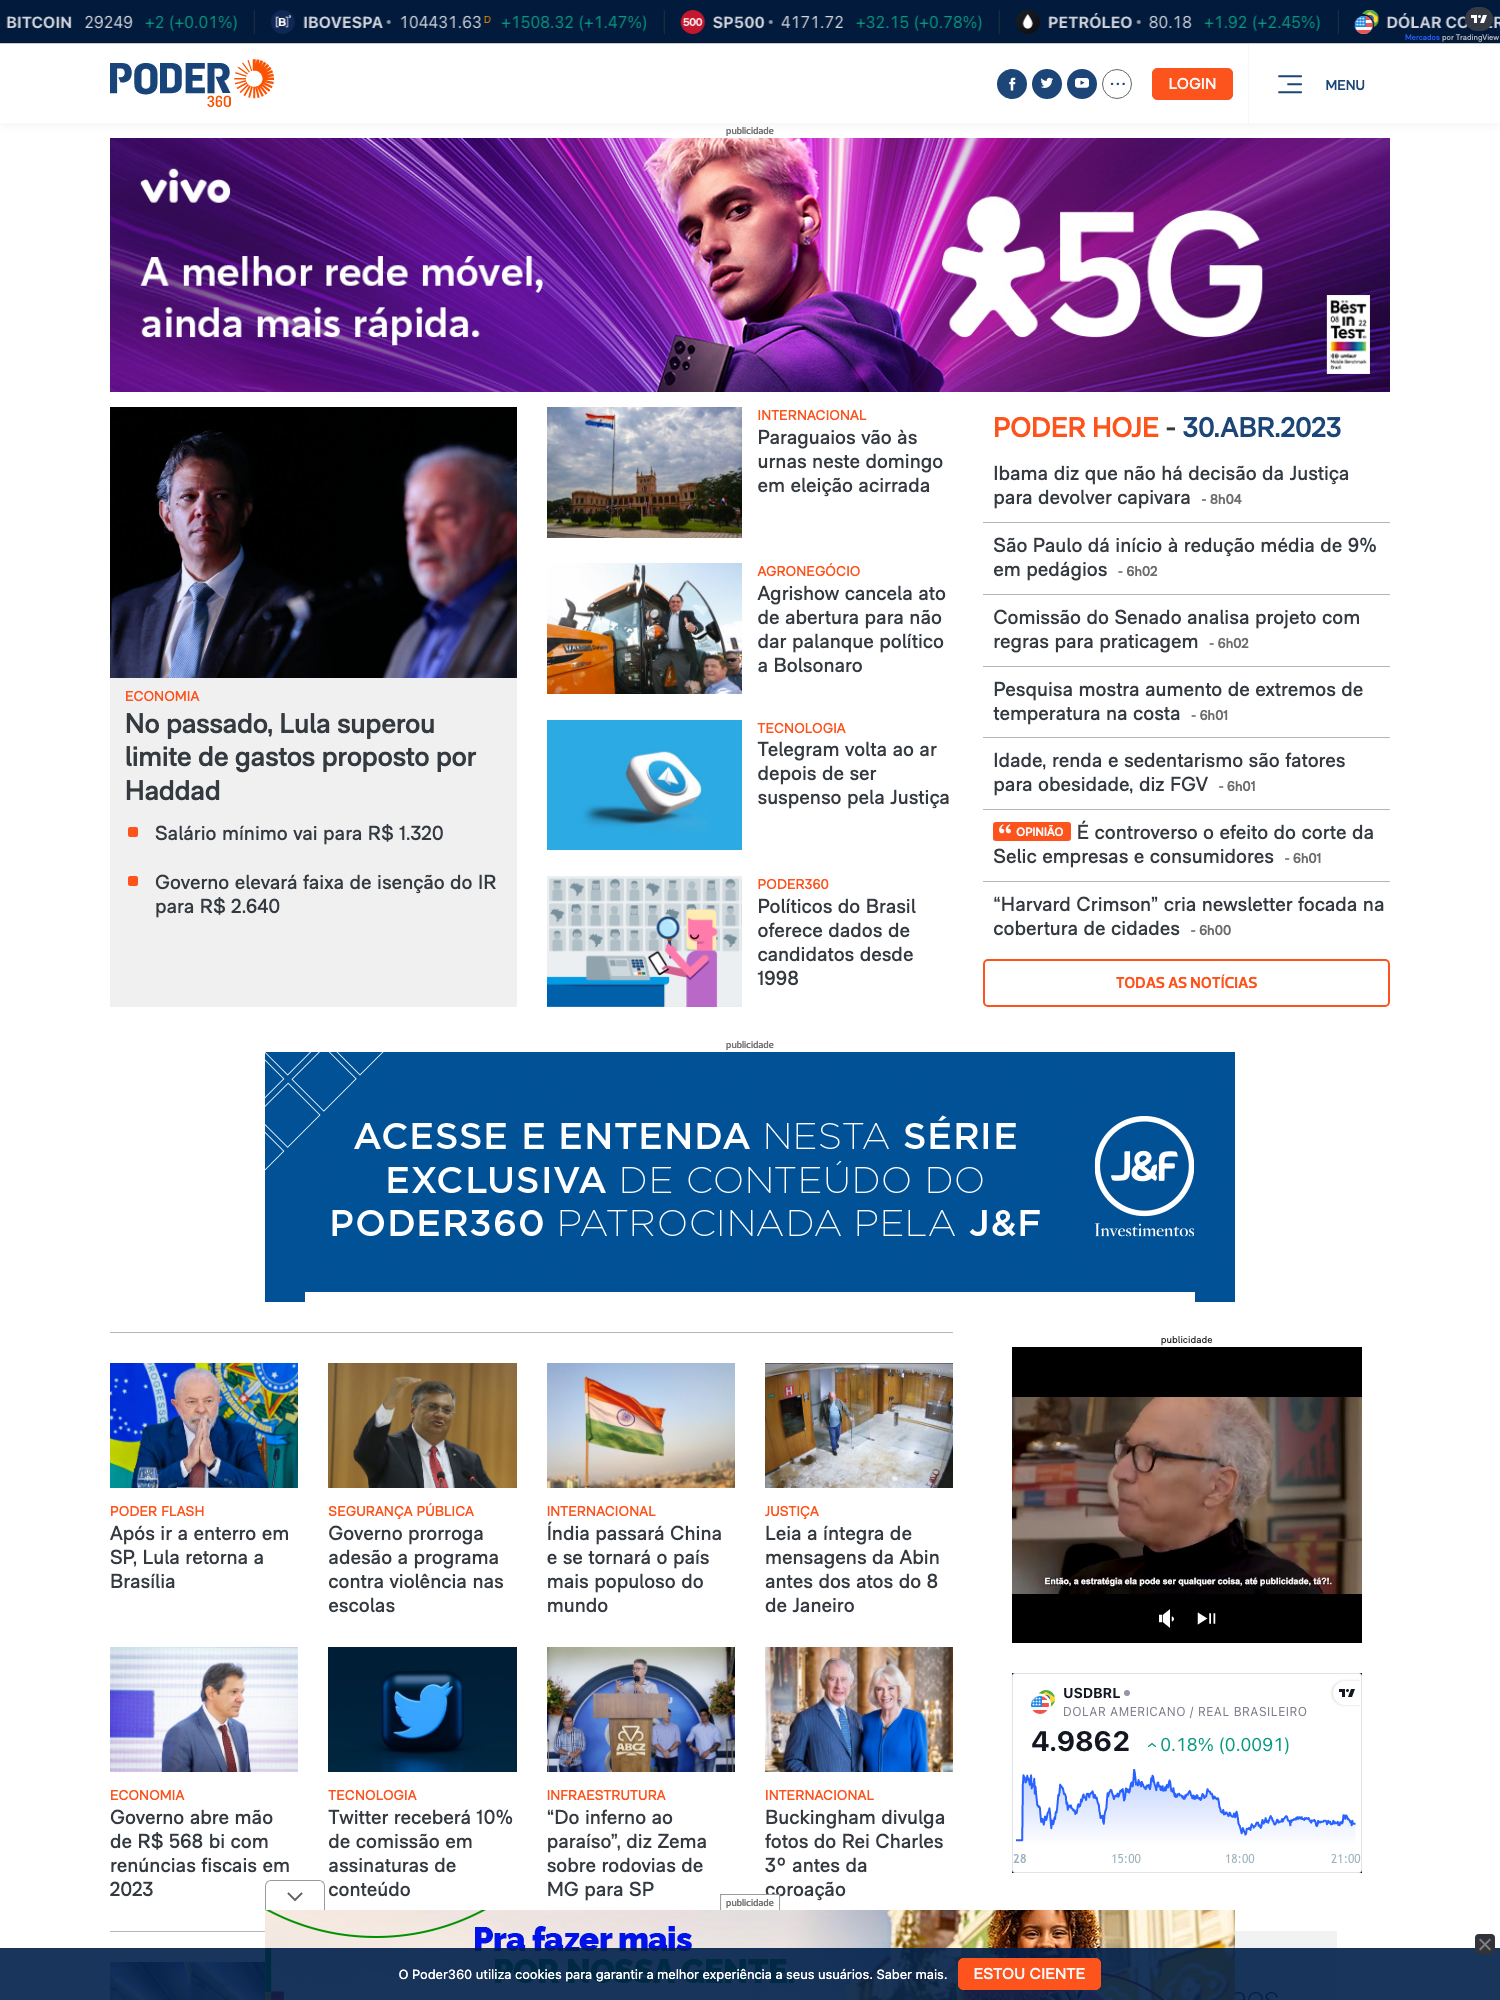 BITCOIN 29249 +2 (+0.01%) IBOVESPA 104431.63 D +1508.32 (+1.47%) 500 SP500 4171.72 +32.15 (+0.78%) PETRÓLEO 80.18 +1.92 (+2.45%)
Mercados por TradingView
PODER
360
LOGIN
MENU
publicidade
vivo
A melhor rede móvel,
ainda mais rápida.
5G
BEST
in
TEST
PODER HOJE - 30.ABR.2023
Ibama diz que não há decisão da Justiça
para devolver capivara - 8h04
São Paulo dá início à redução média de 9%
em pedágios - 6h02
Comissão do Senado analisa projeto com
regras para praticagem - 6h02
Pesquisa mostra aumento de extremos de
temperatura na costa - 6h01
Idade, renda e sedentarismo são fatores
para obesidade, diz FGV - 6h01
OPINIÃO É controverso o efeito do corte da
Selic empresas e consumidores - 6h01
“Harvard Crimson” cria newsletter focada na
cobertura de cidades - 6h00
TODAS AS NOTÍCIAS
INTERNACIONAL
Paraguaios vão às
urnas neste domingo
em eleição acirrada
AGRONEGÓCIO
Agrishow cancela ato
de abertura para não
dar palanque político
a Bolsonaro
TECNOLOGIA
Telegram volta ao ar
depois de ser
suspenso pela Justiça
PODER360
Políticos do Brasil
oferece dados de
candidatos desde
1998
ECONOMIA
No passado, Lula superou
limite de gastos proposto por
Haddad
Salário mínimo vai para R$ 1.320
Governo elevará faixa de isenção do IR
para R$ 2.640
publicidade
ACESSE E ENTENDA NESTA SÉRIE
EXCLUSIVA DE CONTEÚDO DO
PODER360 PATROCINADA PELA J&F
J&F
Investimentos
PODER FLASH
Após ir a enterro em
SP, Lula retorna a
Brasília
SEGURANÇA PÚBLICA
Governo prorroga
adesão a programa
contra violência nas
escolas
INTERNACIONAL
Índia passará China
e se tornará o país
mais populoso do
mundo
JUSTIÇA
Leia a íntegra de
mensagens da Abin
antes dos atos do 8
de Janeiro
publicidade
Então, a estratégia ela pode ser qualquer coisa, até publicidade, tá?!.
ABCZ
ECONOMIA
Governo abre mão
de R$ 568 bi com
renúncias fiscais em
2023
TECNOLOGIA
Twitter receberá 10%
de comissão em
assinaturas de
conteúdo
INFRAESTRUTURA
“Do inferno ao
paraíso”, diz Zema
sobre rodovias de
MG para SP
INTERNACIONAL
Buckingham divulga
fotos do Rei Charles
3º antes da
coroação
USDBRL
DOLAR AMERICANO / REAL BRASILEIRO
4.9862 0.18% (0.0091)
28 15:00 18:00 21:00
publicidade
Pra fazer mais
O Poder360 utiliza cookies para garantir a melhor experiência a seus usuários. Saber mais.
ESTOU CIENTE